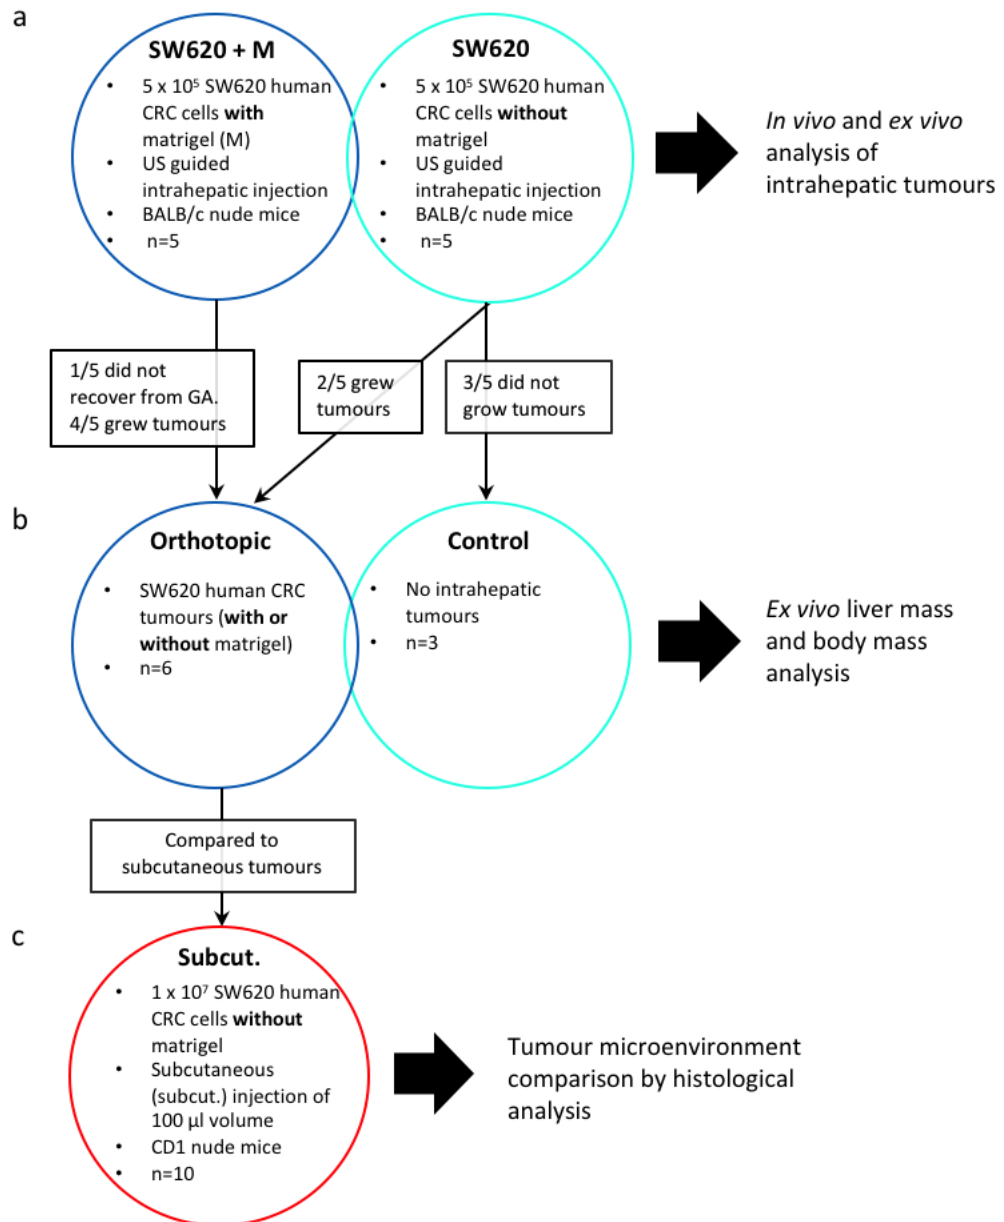 a
SW620 + M
• 5 x 10⁵ SW620 human
CRC cells with
matrigel (M)
• US guided
intrahepatic injection
• BALB/c nude mice
• n=5
SW620
• 5 x 10⁵ SW620 human
CRC cells without
matrigel
• US guided
intrahepatic injection
• BALB/c nude mice
• n=5
In vivo and ex vivo
analysis of
intrahepatic tumours
1/5 did not
recover from GA.
4/5 grew tumours
2/5 grew
tumours
3/5 did not
grow tumours
b
Orthotopic
• SW620 human CRC
tumours (with or
without matrigel)
• n=6
Control
• No intrahepatic
tumours
• n=3
Ex vivo liver mass
and body mass
analysis
Compared to
subcutaneous tumours
c
Subcut.
• 1 x 10⁷ SW620 human
CRC cells without
matrigel
• Subcutaneous
(subcut.) injection of
100 µl volume
• CD1 nude mice
• n=10
Tumour microenvironment
comparison by histological
analysis